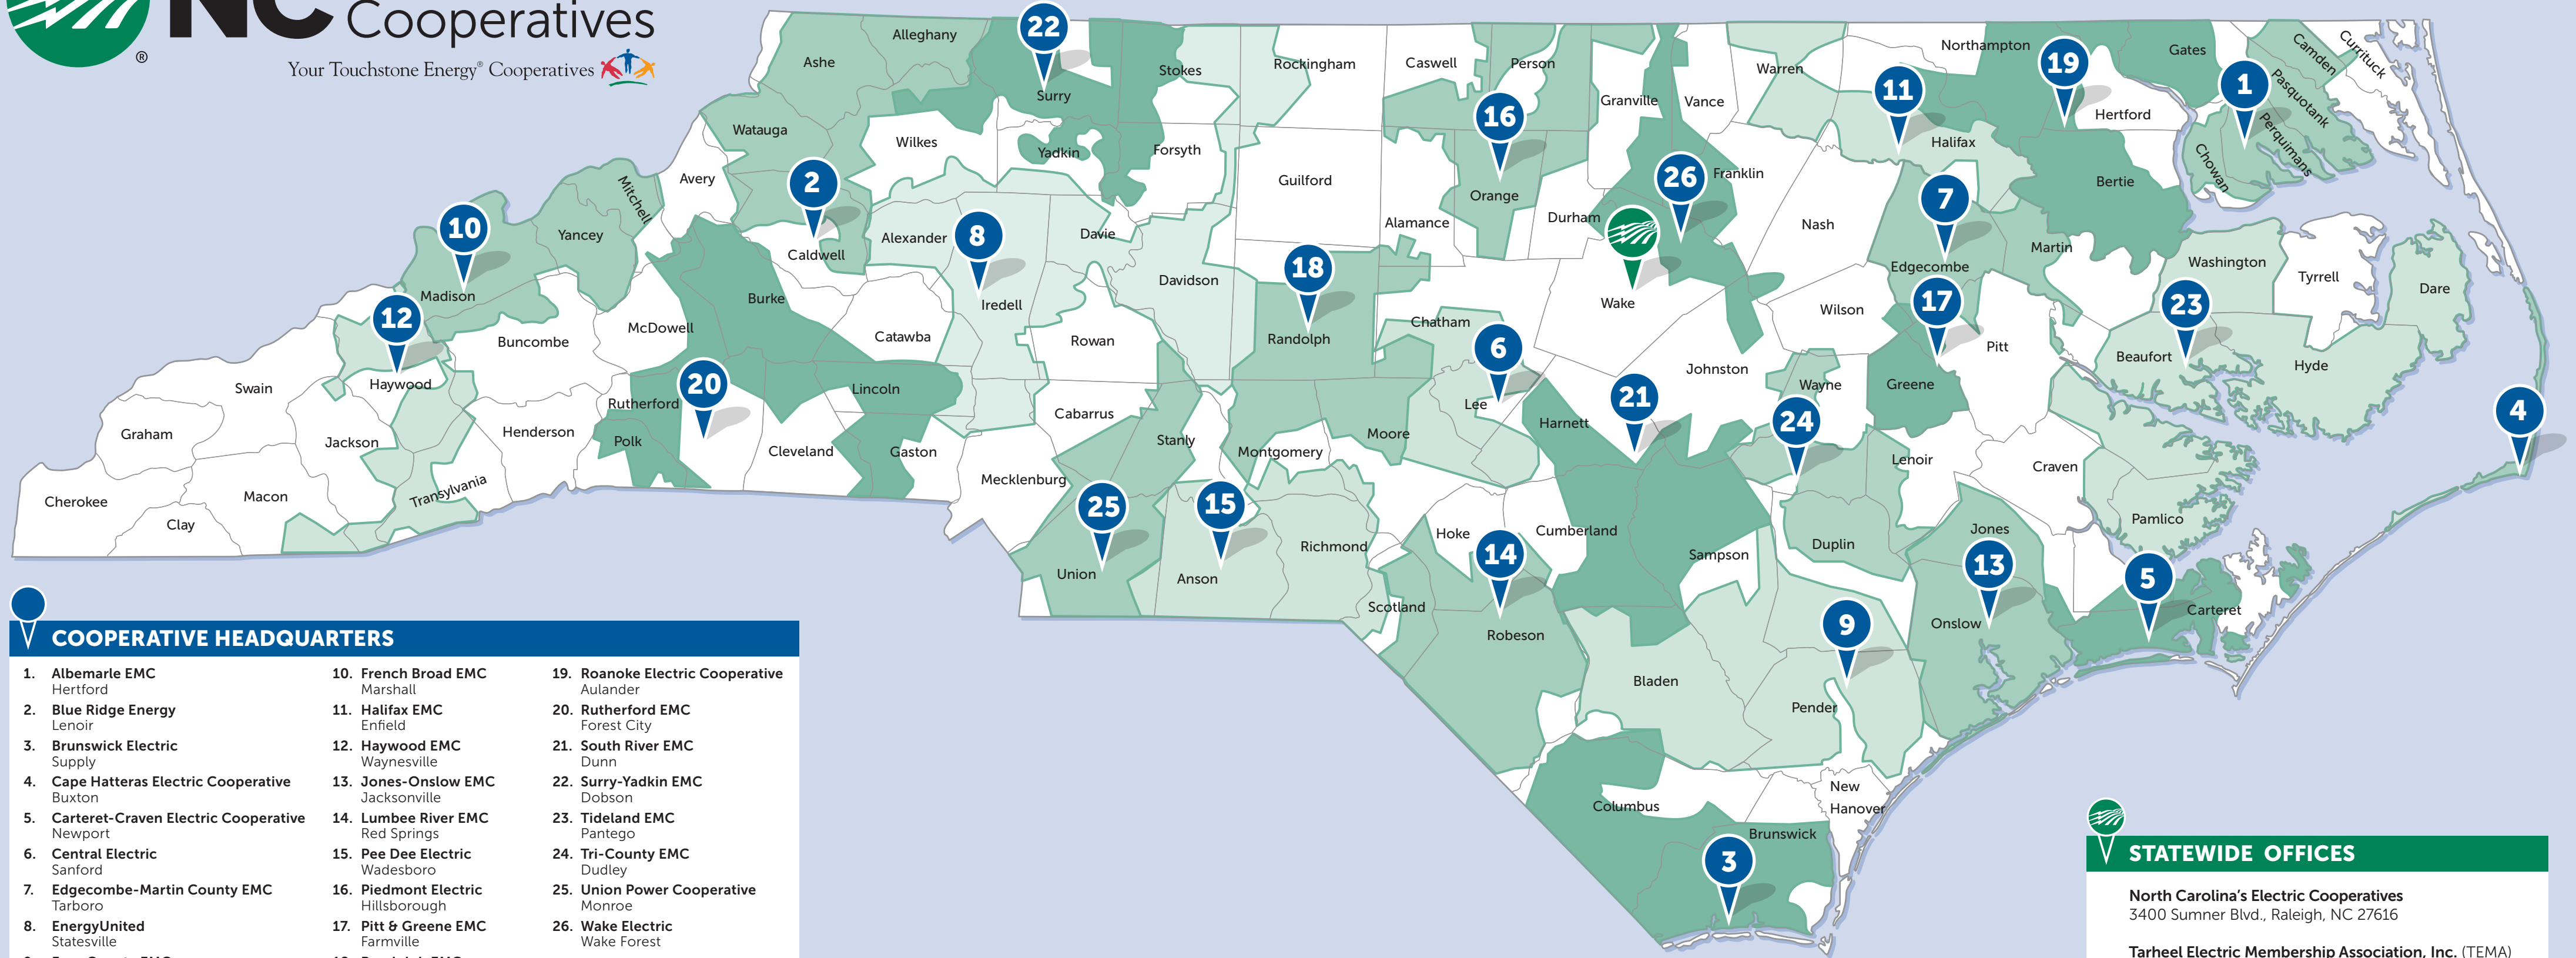 NC Cooperatives
®
Your Touchstone Energy® Cooperatives
22
Alleghany
Ashe
Surry
Stokes
Rockingham
Caswell
Person
Granville
Vance
Warren
Northampton
Gates
Camden
Currituck
Pasquotank
Perquimans
Chowan
19
1
11
16
Hertford
Halifax
Watauga
Wilkes
Yadkin
Forsyth
Guilford
Orange
Durham
Alamance
26
Franklin
Nash
7
Edgecombe
Martin
Bertie
Washington
Tyrrell
Dare
Mitchell
Avery
2
Caldwell
Alexander
8
Iredell
Davie
Davidson
10
Yancey
Madison
18
Randolph
Wake
Wilson
17
Pitt
23
Beaufort
Hyde
12
Haywood
Buncombe
McDowell
Burke
Catawba
Rowan
Chatham
6
Lee
Johnston
Wayne
Greene
4
Swain
Graham
Jackson
Henderson
Rutherford
20
Polk
Lincoln
Cleveland
Gaston
Cabarrus
Stanly
Montgomery
Moore
Harnett
21
24
Lenoir
Craven
Cherokee
Clay
Macon
Transylvania
Mecklenburg
25
Union
15
Anson
Richmond
Hoke
14
Cumberland
Sampson
Duplin
Jones
13
Onslow
Pamlico
5
Carteret
Scotland
Robeson
Bladen
9
Pender
New
Hanover
Columbus
Brunswick
3
COOPERATIVE HEADQUARTERS
1. Albemarle EMC
Hertford
2. Blue Ridge Energy
Lenoir
3. Brunswick Electric
Supply
4. Cape Hatteras Electric Cooperative
Buxton
5. Carteret-Craven Electric Cooperative
Newport
6. Central Electric
Sanford
7. Edgecombe-Martin County EMC
Tarboro
8. EnergyUnited
Statesville
10. French Broad EMC
Marshall
11. Halifax EMC
Enfield
12. Haywood EMC
Waynesville
13. Jones-Onslow EMC
Jacksonville
14. Lumbee River EMC
Red Springs
15. Pee Dee Electric
Wadesboro
16. Piedmont Electric
Hillsborough
17. Pitt & Greene EMC
Farmville
19. Roanoke Electric Cooperative
Aulander
20. Rutherford EMC
Forest City
21. South River EMC
Dunn
22. Surry-Yadkin EMC
Dobson
23. Tideland EMC
Pantego
24. Tri-County EMC
Dudley
25. Union Power Cooperative
Monroe
26. Wake Electric
Wake Forest
STATEWIDE OFFICES
North Carolina's Electric Cooperatives
3400 Sumner Blvd., Raleigh, NC 27616
Tarheel Electric Membership Association, Inc. (TEMA)